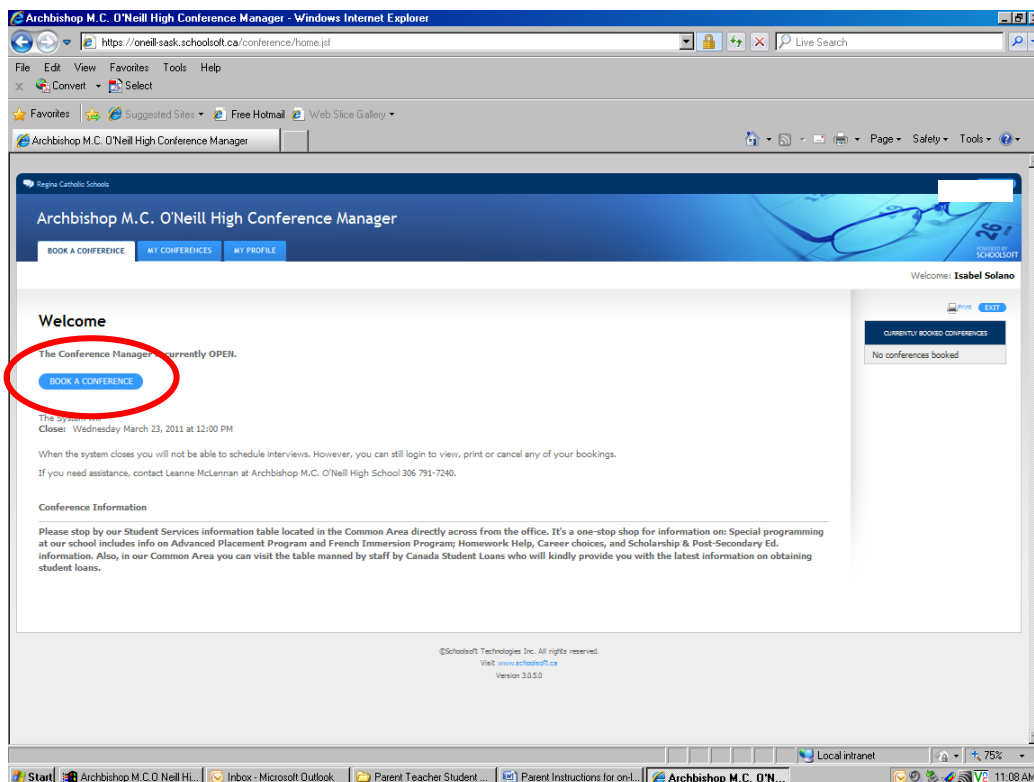 Archbishop M.C. O'Neill High Conference Manager - Windows Internet Explorer
https://oneill-sask.schoolsoft.ca/conference/home.jsf
Live Search
File Edit View Favorites Tools Help
x Convert Select
Favorites Suggested Sites Free Hotmail Web Slice Gallery
Archbishop M.C. O'Neill High Conference Manager
Page Safety Tools
Regina Catholic Schools
Archbishop M.C. O'Neill High Conference Manager
BOOK A CONFERENCE MY CONFERENCES MY PROFILE
26
POWERED BY
SCHOOLSOFT
Welcome: Isabel Solano
Print EXIT
Welcome
CURRENTLY BOOKED CONFERENCES
No conferences booked
The Conference Manager is currently OPEN.
BOOK A CONFERENCE
The System will
Close: Wednesday March 23, 2011 at 12:00 PM
When the system closes you will not be able to schedule interviews. However, you can still login to view, print or cancel any of your bookings.
If you need assistance, contact Leanne McLennan at Archbishop M.C. O'Neill High School 306 791-7240.
Conference Information
Please stop by our Student Services information table located in the Common Area directly across from the office. It's a one-stop shop for information on: Special programming
at our school includes info on Advanced Placement Program and French Immersion Program; Homework Help, Career choices, and Scholarship & Post-Secondary Ed.
information. Also, in our Common Area you can visit the table manned by staff by Canada Student Loans who will kindly provide you with the latest information on obtaining
student loans.
©Schoolsoft Technologies Inc. All rights reserved.
Visit www.schoolsoft.ca
Version 3.0.5.0
Local intranet 75%
Start Archbishop M.C.O Neill Hi... Inbox - Microsoft Outlook Parent Teacher Student ... Parent Instructions for on-l... Archbishop M.C. O'N... 11:08 AM